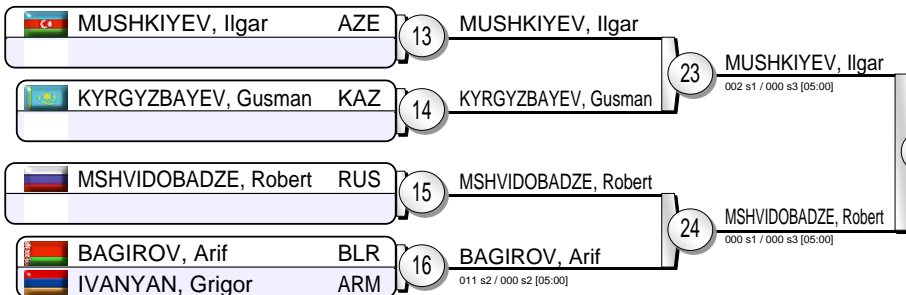 MUSHKIYEV, Ilgar AZE
13
MUSHKIYEV, Ilgar
KYRGYZBAYEV, Gusman KAZ
14
KYRGYZBAYEV, Gusman
23
MUSHKIYEV, Ilgar
002 s1 / 000 s3 [05:00]
MSHVIDOBADZE, Robert RUS
15
MSHVIDOBADZE, Robert
BAGIROV, Arif BLR
IVANYAN, Grigor ARM
16
BAGIROV, Arif
011 s2 / 000 s2 [05:00]
24
MSHVIDOBADZE, Robert
000 s1 / 000 s3 [05:00]